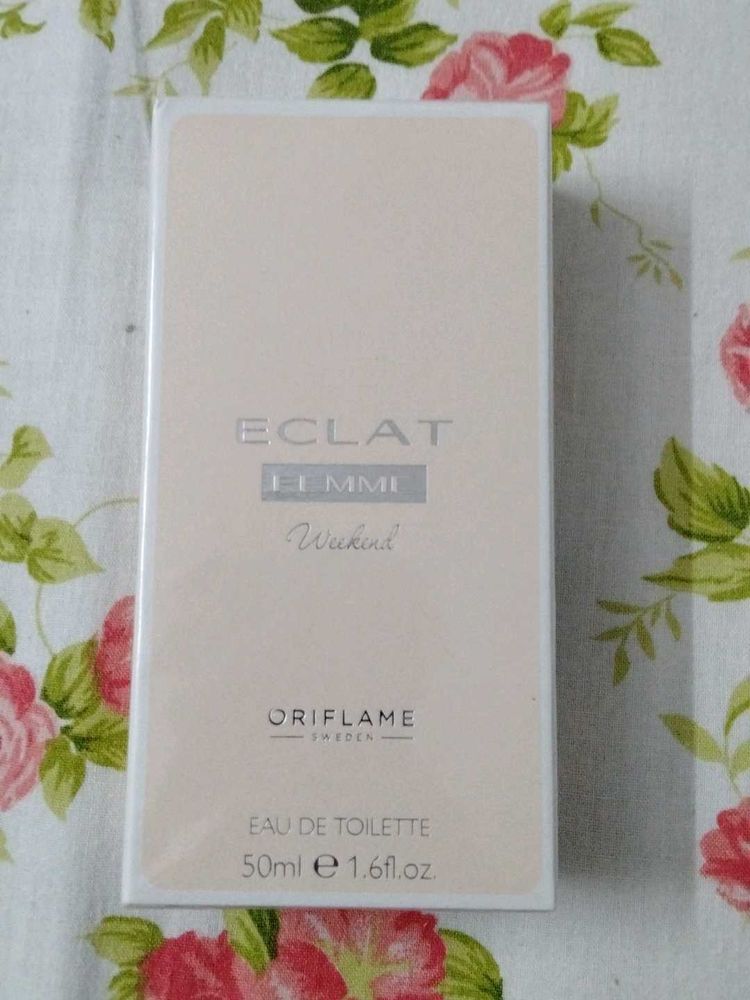 ECLAT
FEMME
Weekend
ORIFLAME
SWEDEN
EAU DE TOILETTE
50ml ℮ 1.6fl.oz.